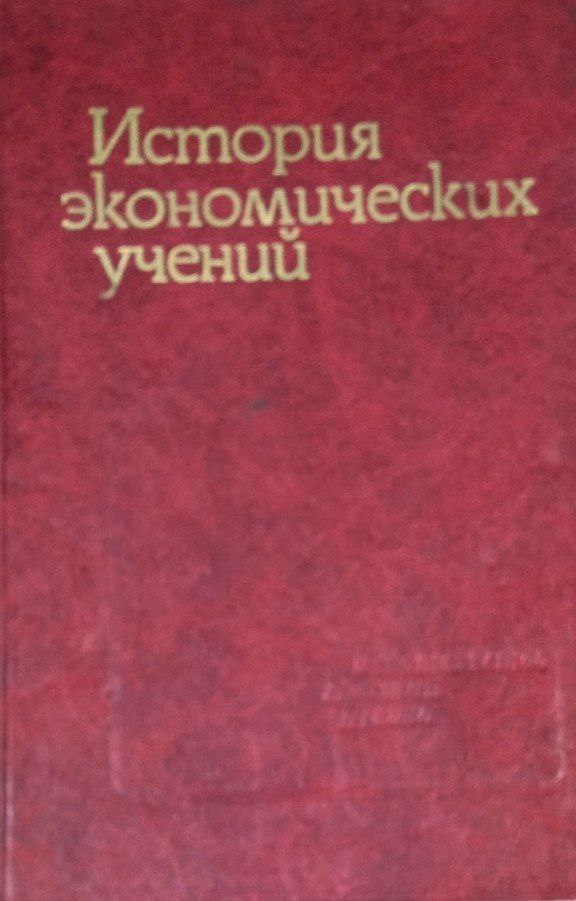 История
экономических
учений